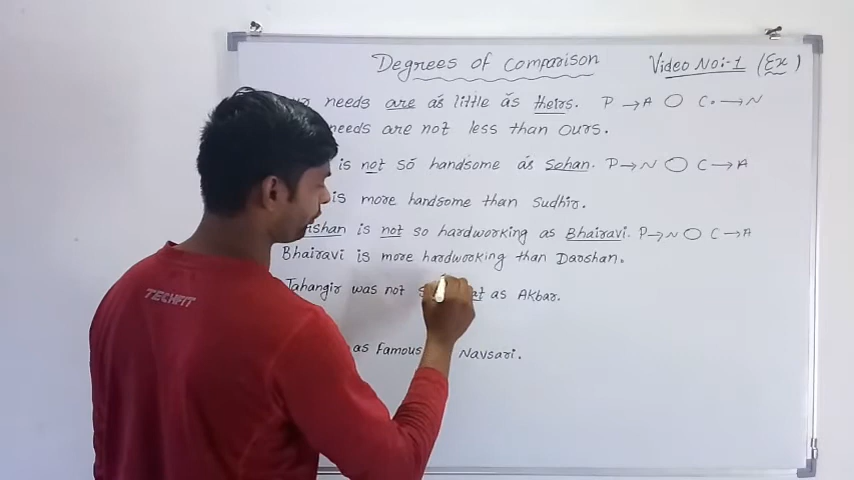 Degrees of Comparison Video No:-1 (Ex)
needs are as little as theirs. P → A C. → N
needs are not less than ours.
is not so handsome as Sohan. P → N C → A
is more handsome than Sudhir.
is not so hardworking as Bhairavi. P → N C → A
Bhairavi is more hardworking than Darshan.
Jahangir was not as Akbar.
as Famous Navsari.
TECHFIT